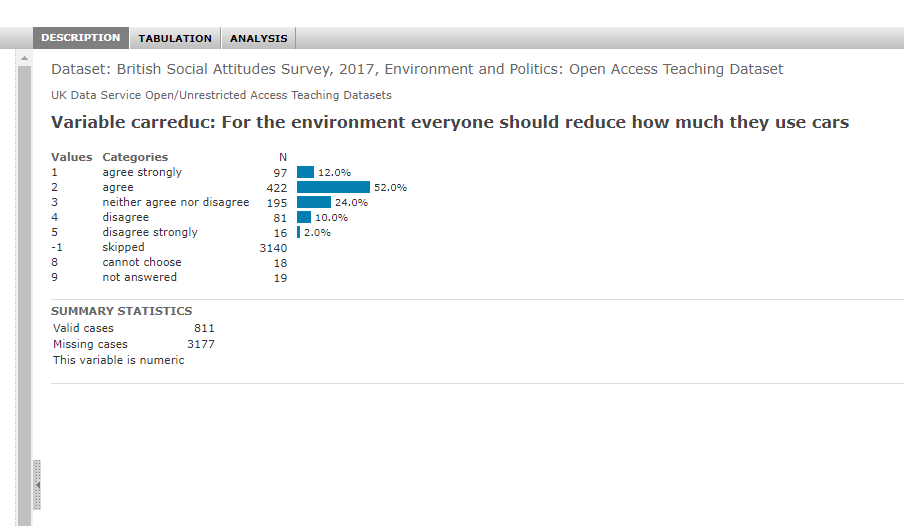 DESCRIPTION TABULATION ANALYSIS
Dataset: British Social Attitudes Survey, 2017, Environment and Politics: Open Access Teaching Dataset
UK Data Service Open/Unrestricted Access Teaching Datasets
Variable carreduc: For the environment everyone should reduce how much they use cars
Values Categories N
1 agree strongly 97 12.0%
2 agree 422 52.0%
3 neither agree nor disagree 195 24.0%
4 disagree 81 10.0%
5 disagree strongly 16 2.0%
-1 skipped 3140
8 cannot choose 18
9 not answered 19
SUMMARY STATISTICS
Valid cases 811
Missing cases 3177
This variable is numeric